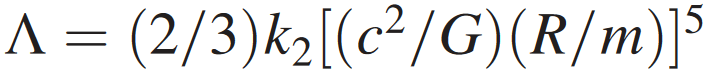 Λ = (2/3)k₂[(c²/G)(R/m)]⁵